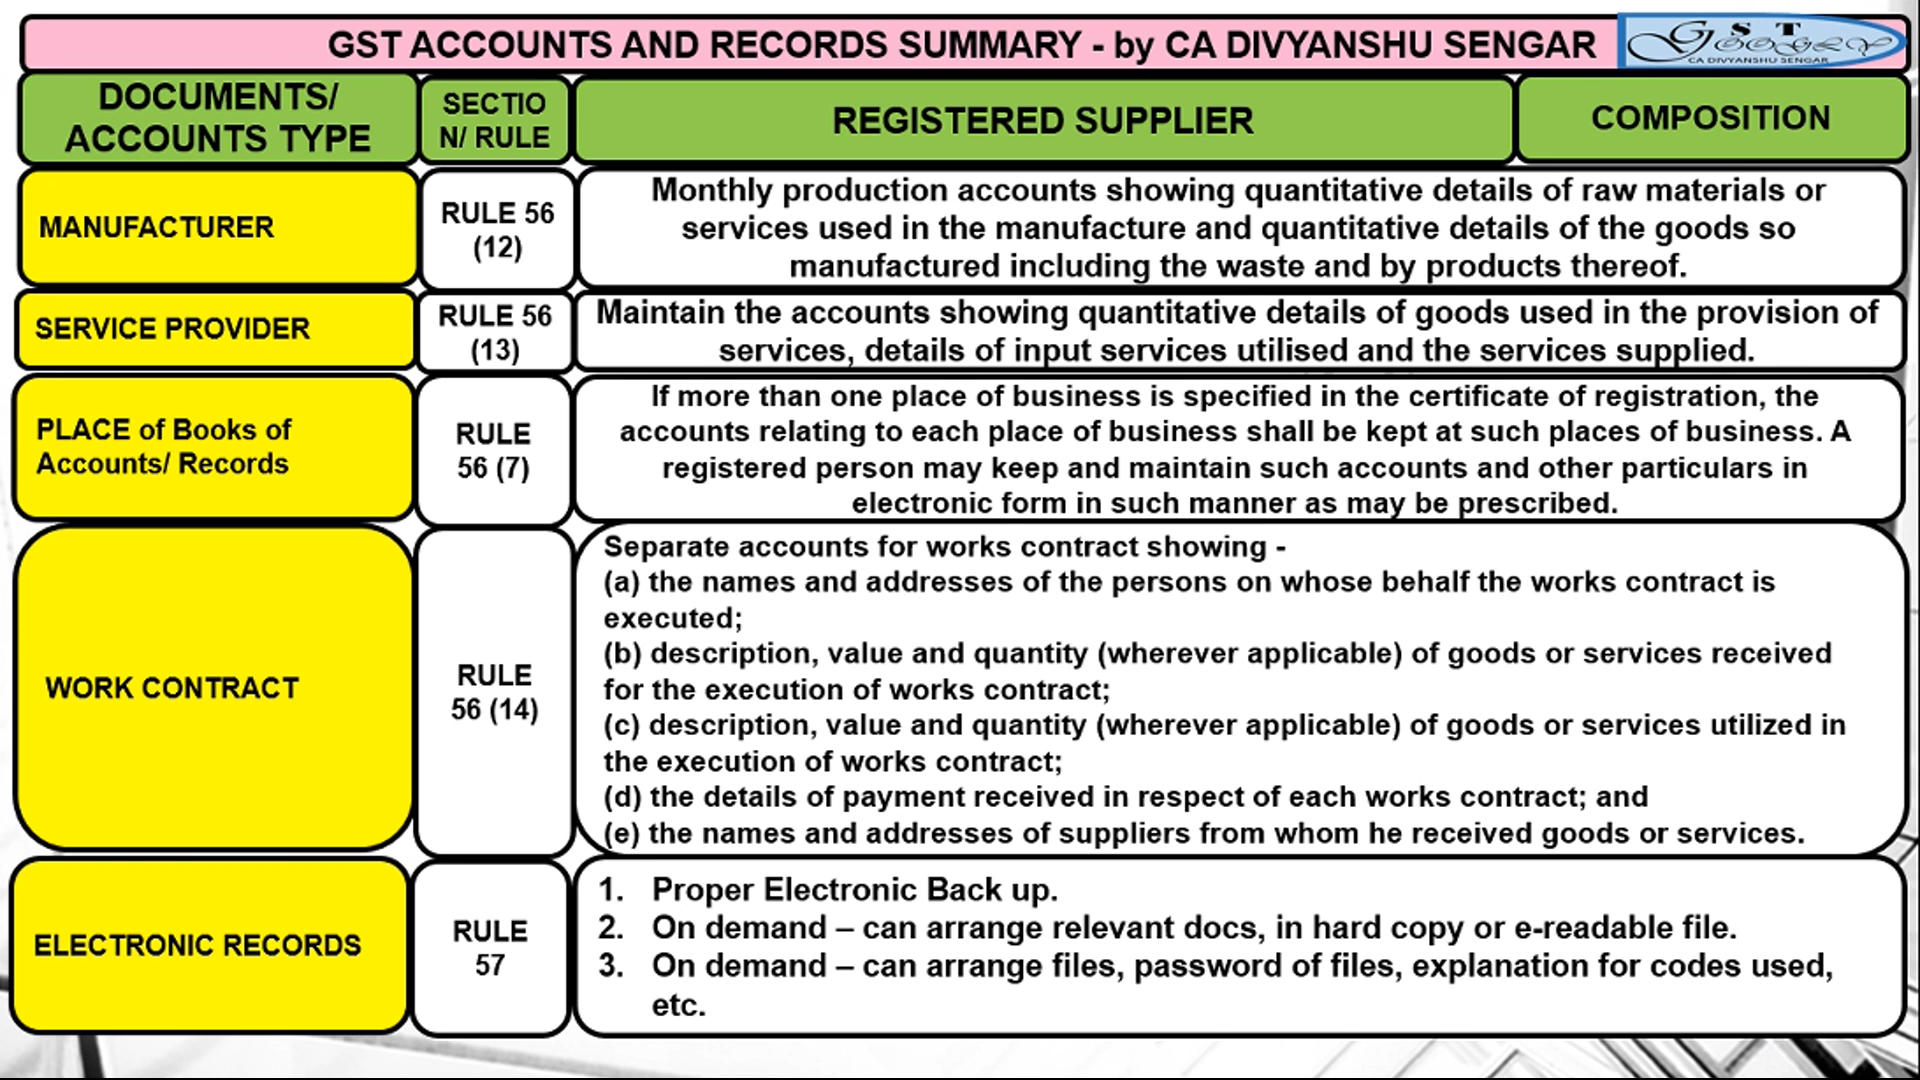 GST ACCOUNTS AND RECORDS SUMMARY - by CA DIVYANSHU SENGAR
GST
GOOGLY
CA DIVYANSHU SENGAR
DOCUMENTS/
ACCOUNTS TYPE
SECTIO
N/ RULE
REGISTERED SUPPLIER
COMPOSITION
MANUFACTURER
RULE 56
(12)
Monthly production accounts showing quantitative details of raw materials or
services used in the manufacture and quantitative details of the goods so
manufactured including the waste and by products thereof.
SERVICE PROVIDER
RULE 56
(13)
Maintain the accounts showing quantitative details of goods used in the provision of
services, details of input services utilised and the services supplied.
PLACE of Books of
Accounts/ Records
RULE
56 (7)
If more than one place of business is specified in the certificate of registration, the
accounts relating to each place of business shall be kept at such places of business. A
registered person may keep and maintain such accounts and other particulars in
electronic form in such manner as may be prescribed.
WORK CONTRACT
RULE
56 (14)
Separate accounts for works contract showing -
(a) the names and addresses of the persons on whose behalf the works contract is
executed;
(b) description, value and quantity (wherever applicable) of goods or services received
for the execution of works contract;
(c) description, value and quantity (wherever applicable) of goods or services utilized in
the execution of works contract;
(d) the details of payment received in respect of each works contract; and
(e) the names and addresses of suppliers from whom he received goods or services.
ELECTRONIC RECORDS
RULE
57
1. Proper Electronic Back up.
2. On demand – can arrange relevant docs, in hard copy or e-readable file.
3. On demand – can arrange files, password of files, explanation for codes used,
etc.